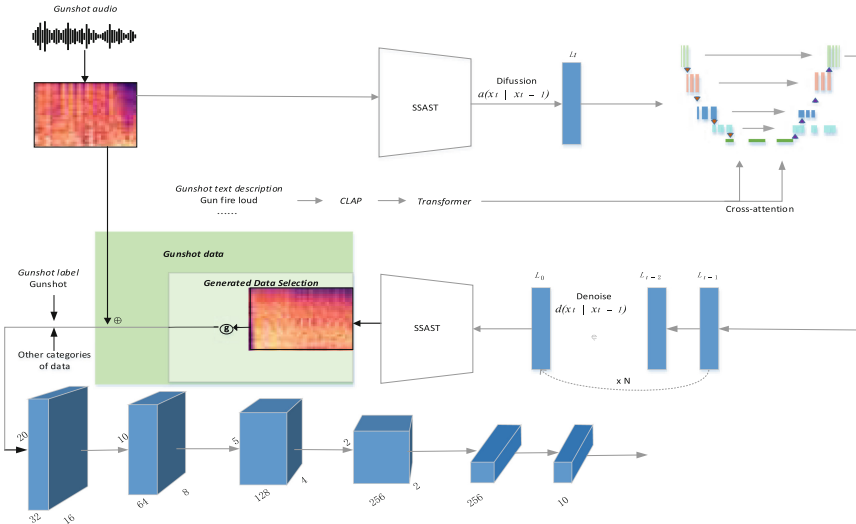 Gunshot audio
SSAST
Difussion
a(xt | xt − 1)
Lt
Gunshot text description
Gun fire loud
......
CLAP
Transformer
Cross-attention
Gunshot data
Generated Data Selection
Gunshot label
Gunshot
⊕
g
Other categories
of data
SSAST
L0
Denoise
d(xt | xt − 1)
Lt−2
Lt−1
x N
20
32
16
10
64
8
5
128
4
2
256
2
256
10